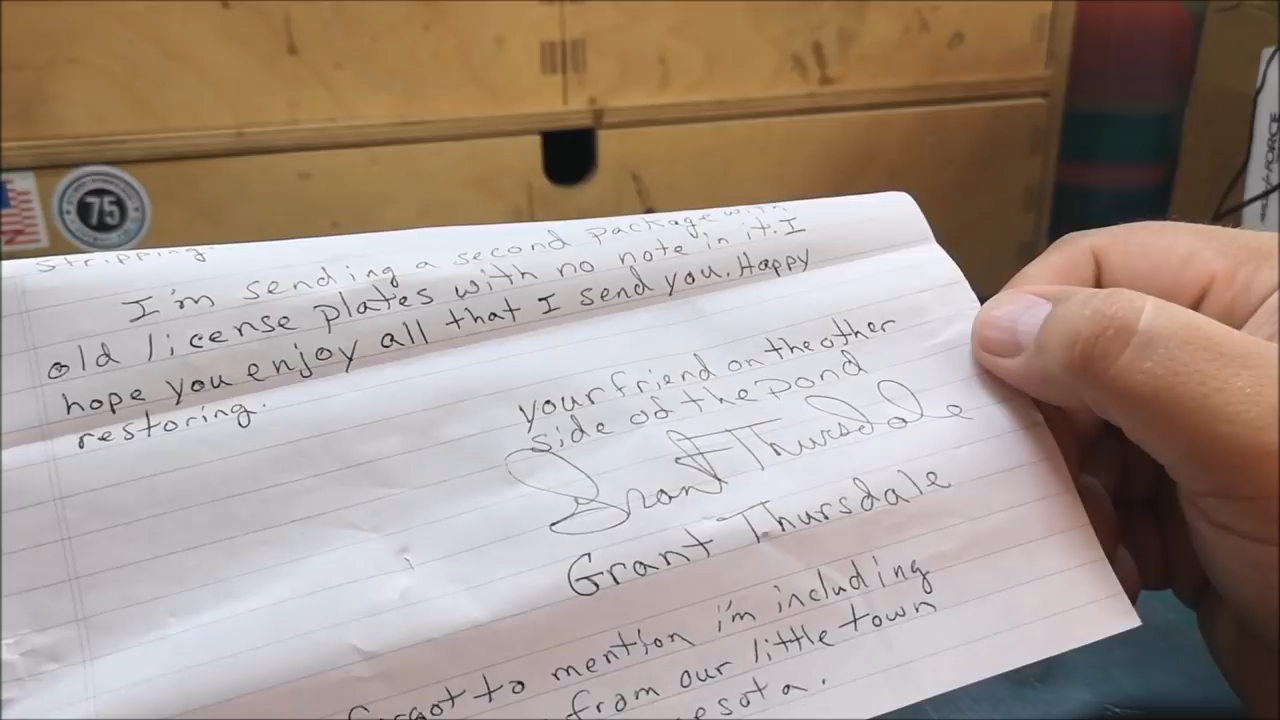 stripping.
I'm sending a second package with
old license plates with no note in it. I
hope you enjoy all that I send you. Happy
restoring.
your friend on the other
side of the pond
Grant Thursdale
Grant Thursdale
forgot to mention i'm including
from our little town
75